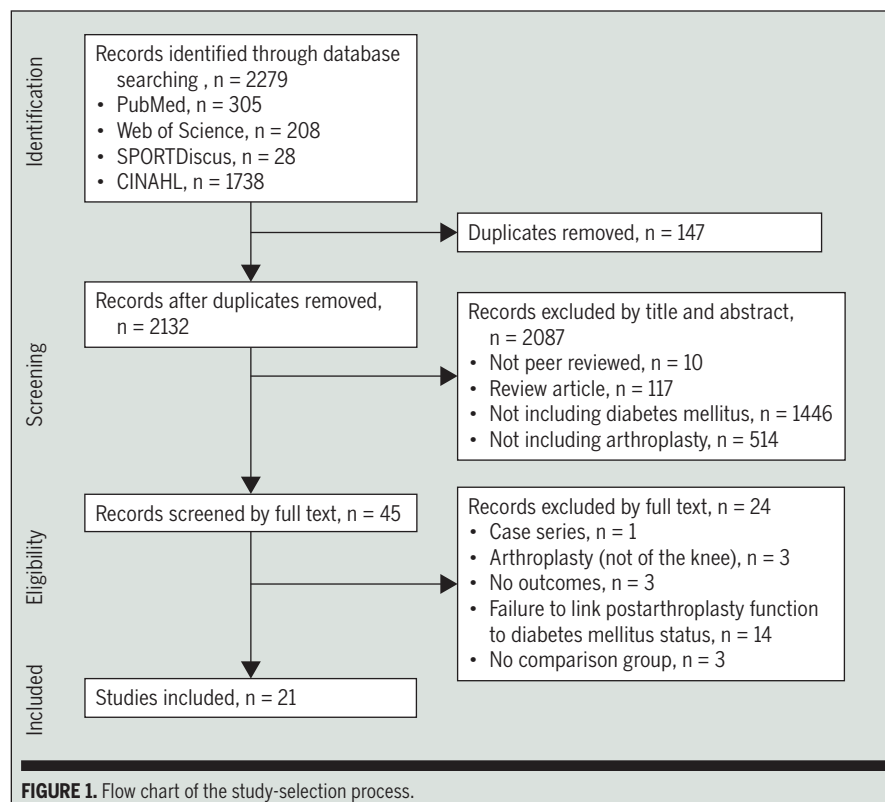 Identification
Records identified through database
searching , n = 2279
• PubMed, n = 305
• Web of Science, n = 208
• SPORTDiscus, n = 28
• CINAHL, n = 1738
Duplicates removed, n = 147
Screening
Records after duplicates removed,
n = 2132
Records excluded by title and abstract,
n = 2087
• Not peer reviewed, n = 10
• Review article, n = 117
• Not including diabetes mellitus, n = 1446
• Not including arthroplasty, n = 514
Eligibility
Records screened by full text, n = 45
Records excluded by full text, n = 24
• Case series, n = 1
• Arthroplasty (not of the knee), n = 3
• No outcomes, n = 3
• Failure to link postarthroplasty function
to diabetes mellitus status, n = 14
• No comparison group, n = 3
Included
Studies included, n = 21
FIGURE 1. Flow chart of the study-selection process.